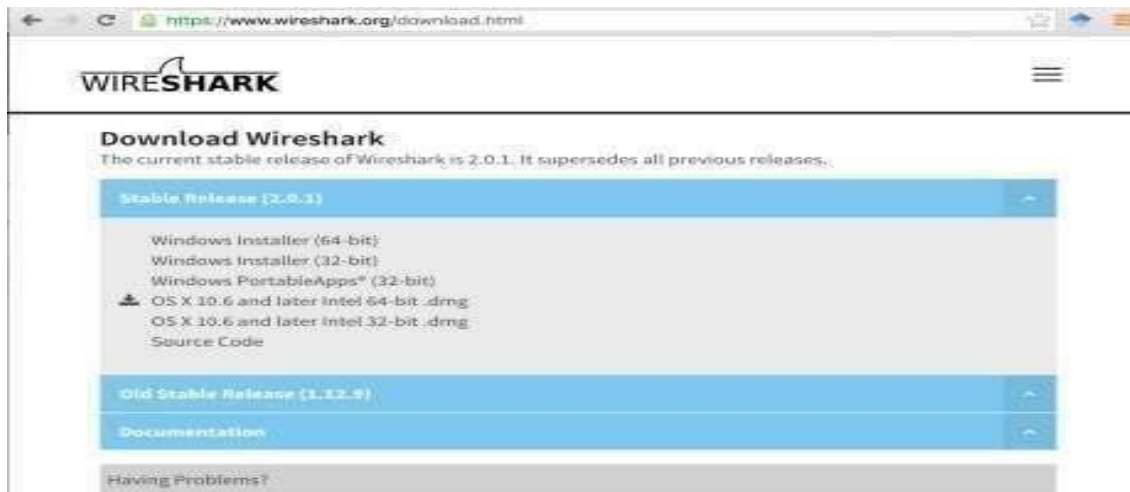 https://www.wireshark.org/download.html
WIRESHARK
Download Wireshark
The current stable release of Wireshark is 2.0.1. It supersedes all previous releases.
Stable Release (2.0.1)
Windows Installer (64-bit)
Windows Installer (32-bit)
Windows PortableApps® (32-bit)
OS X 10.6 and later Intel 64-bit .dmg
OS X 10.6 and later Intel 32-bit .dmg
Source Code
Old Stable Release (1.12.9)
Documentation
Having Problems?